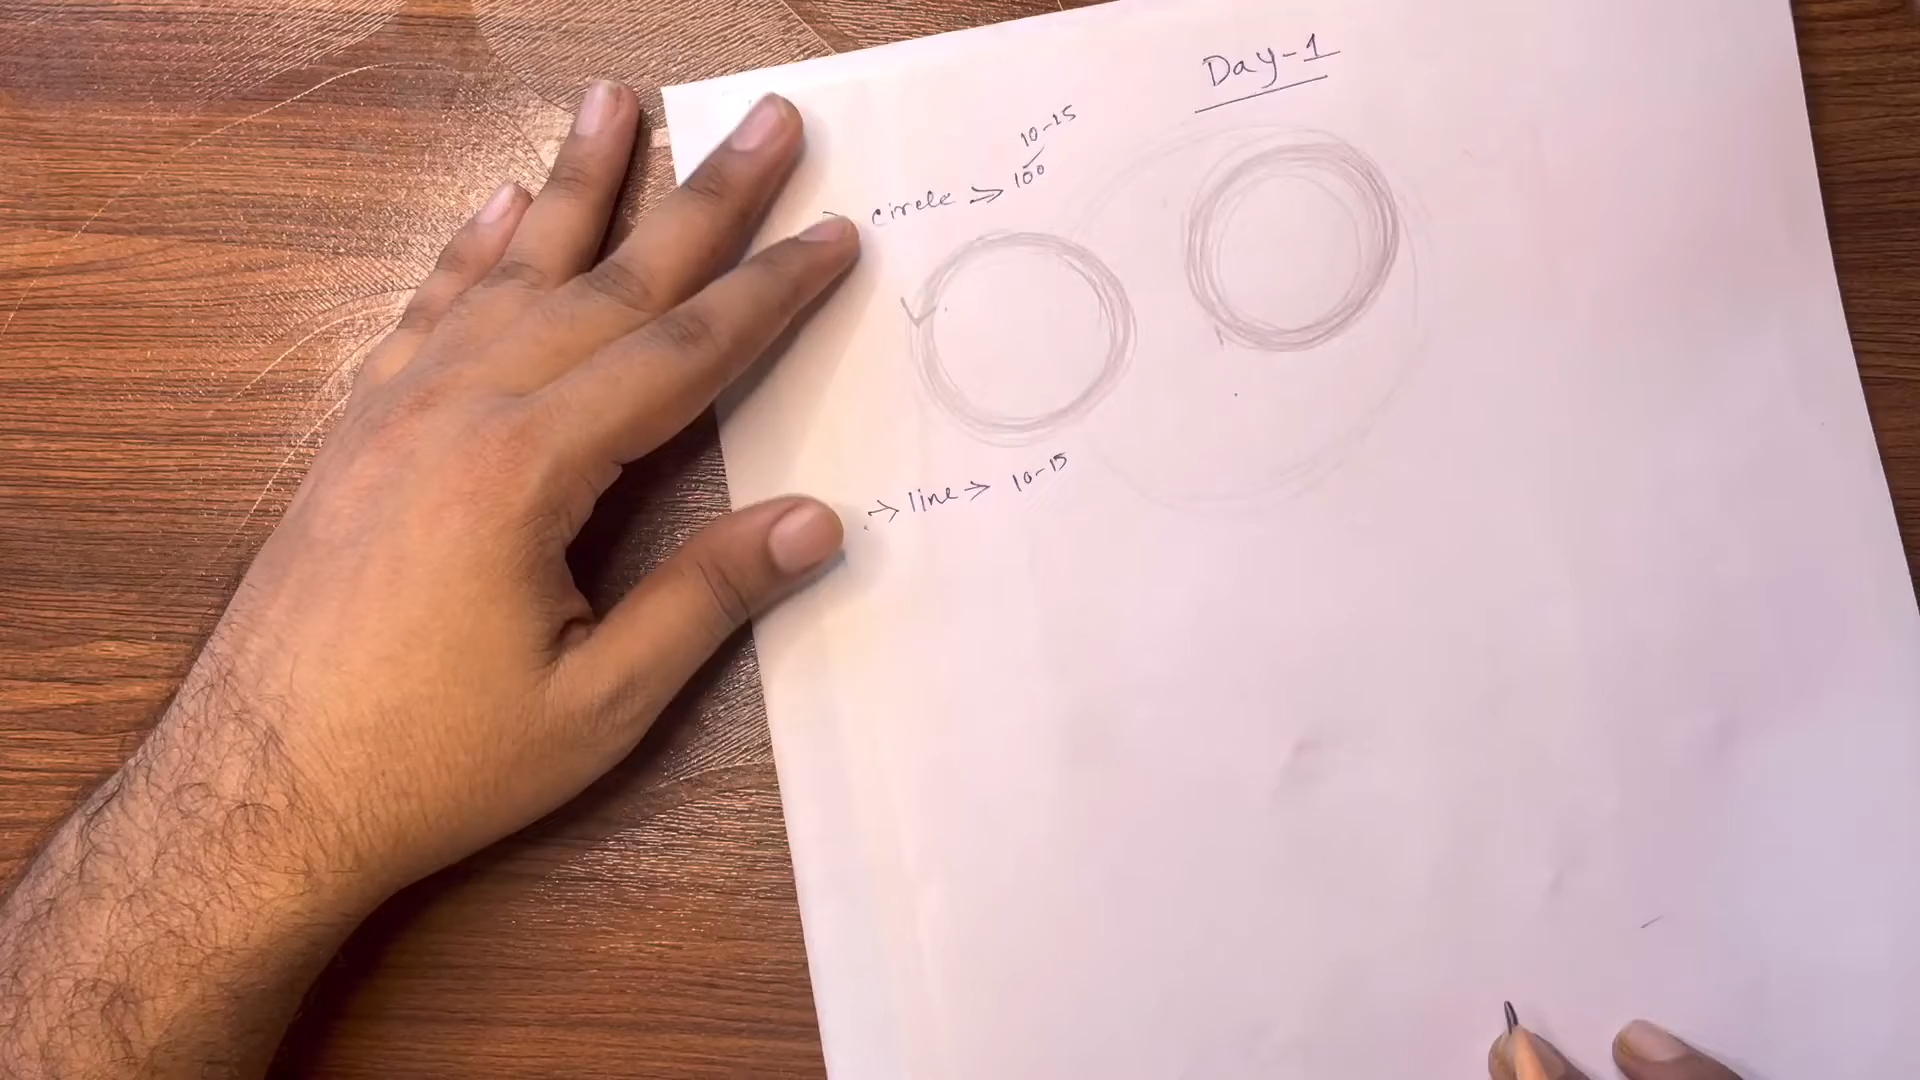 Day-1
10-15
→ circle → 100
→ line → 10-15